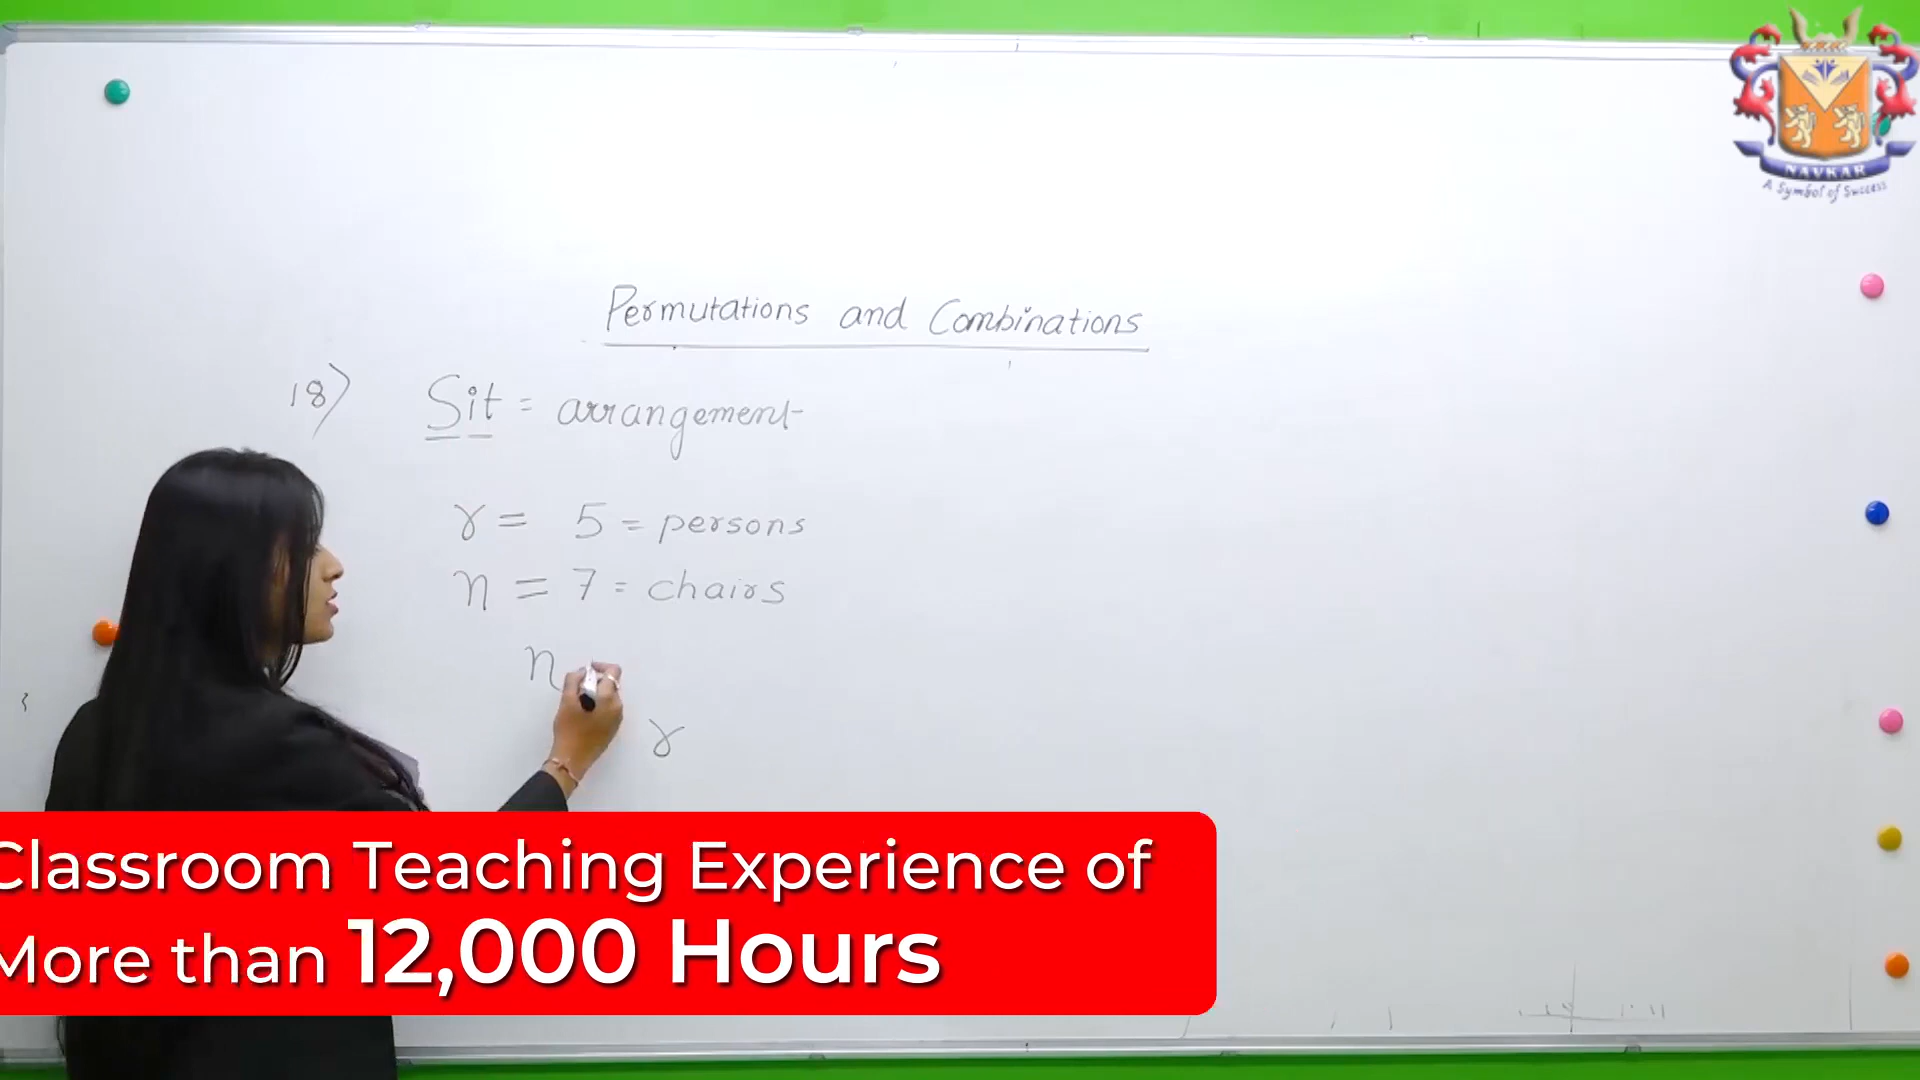 NAVKAR
A Symbol of Success
Permutations and Combinations
18) Sit = arrangement
r = 5 = persons
n = 7 = chairs
n
r
Classroom Teaching Experience of
More than 12,000 Hours